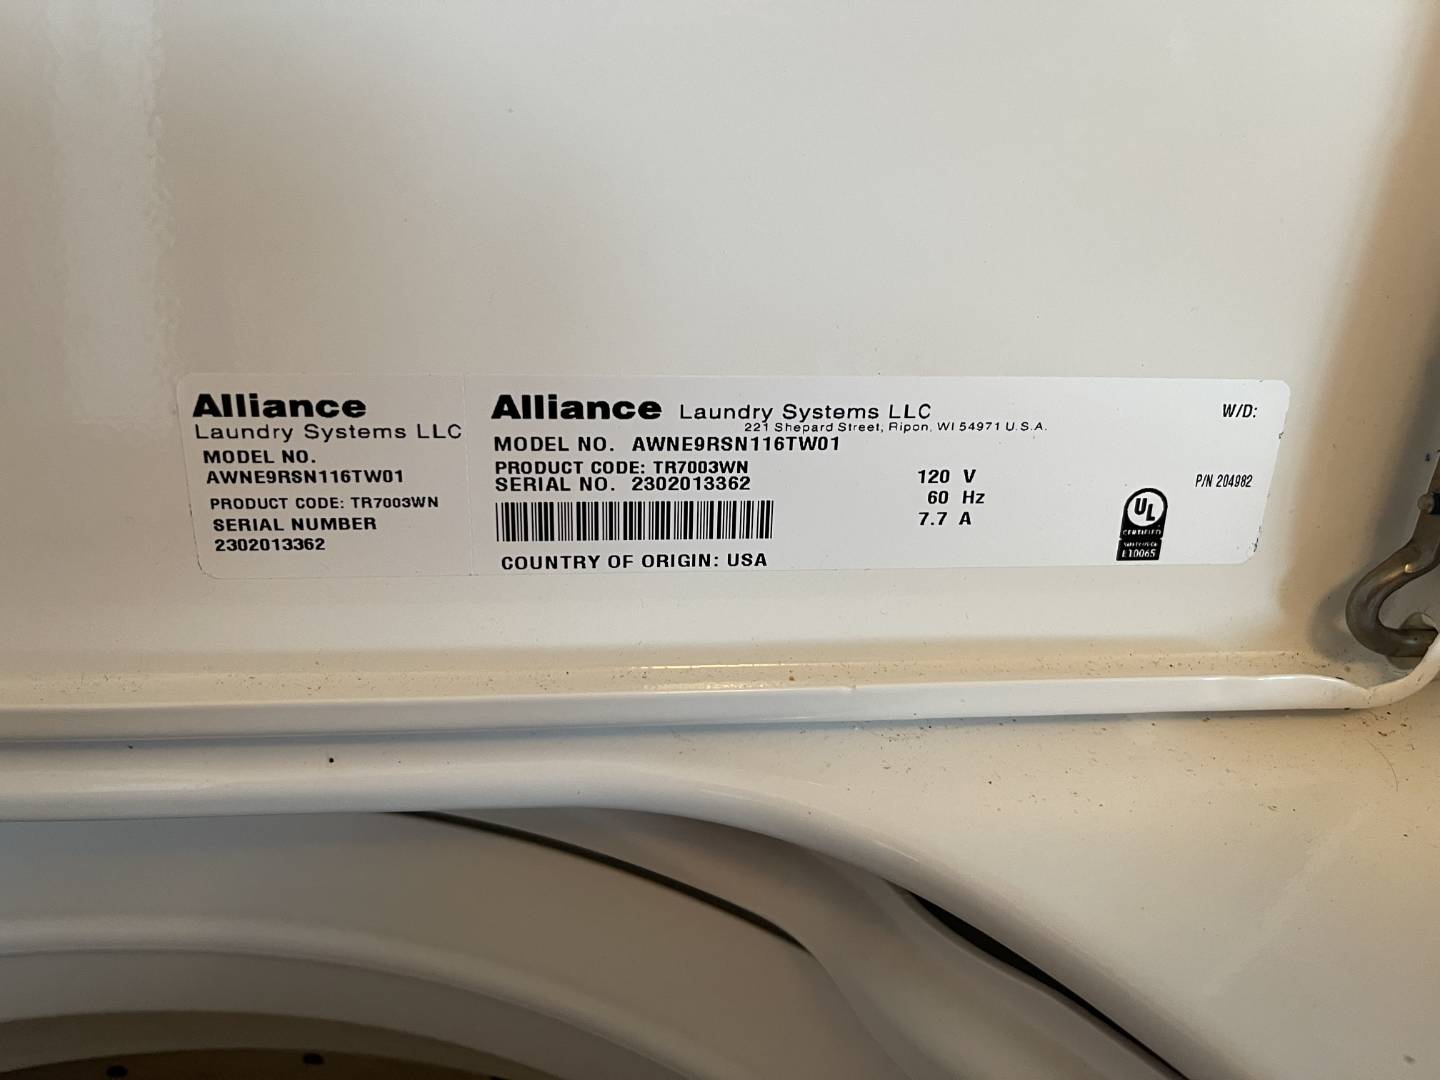 Alliance
Laundry Systems LLC
MODEL NO.
AWNE9RSN116TW01
PRODUCT CODE: TR7003WN
SERIAL NUMBER
2302013362
Alliance Laundry Systems LLC
221 Shepard Street, Ripon, WI 54971 U.S.A.
MODEL NO. AWNE9RSN116TW01
PRODUCT CODE: TR7003WN
SERIAL NO. 2302013362
COUNTRY OF ORIGIN: USA
120 V
60 Hz
7.7 A
W/D:
P/N 204982
UL
CERTIFIED
E10065